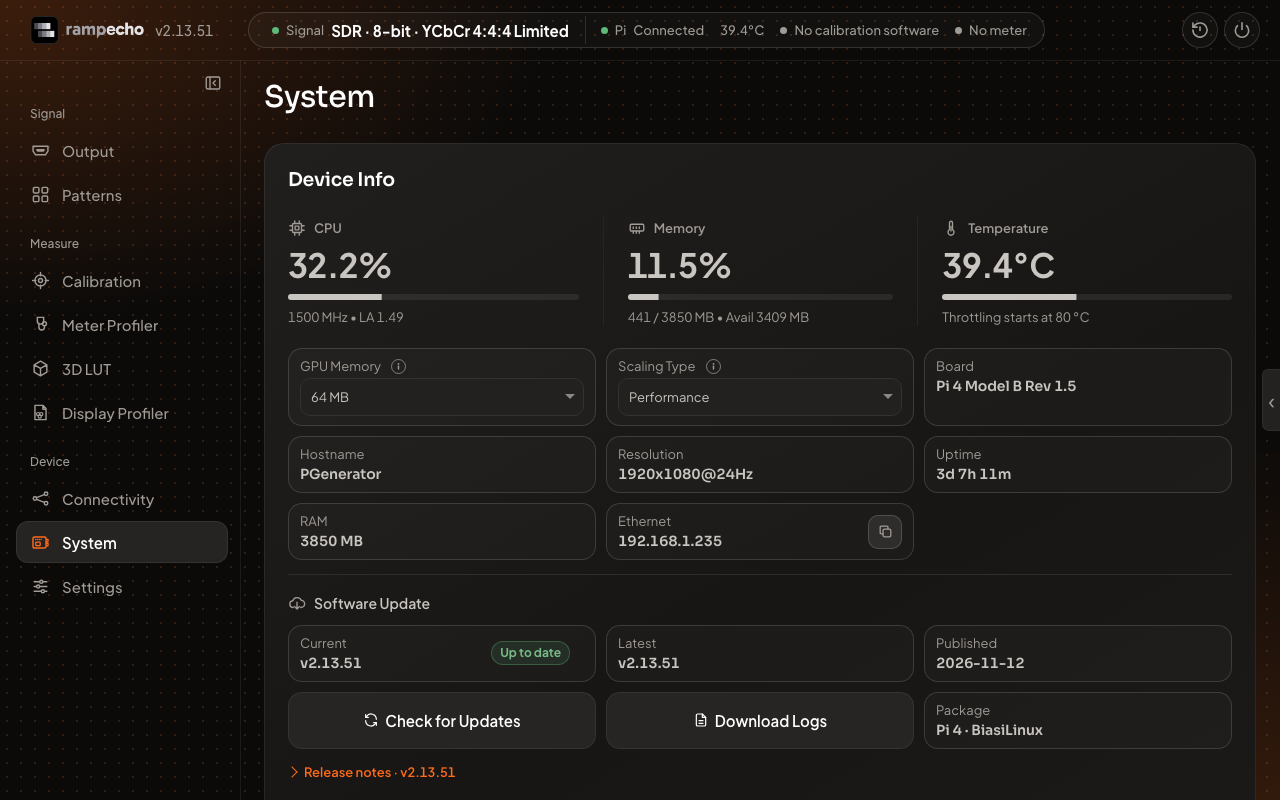 rampecho v2.13.51
Signal SDR · 8-bit · YCbCr 4:4:4 Limited
Pi Connected 39.4°C
No calibration software
No meter
Signal
Output
Patterns
Measure
Calibration
Meter Profiler
3D LUT
Display Profiler
Device
Connectivity
System
Settings
System
Device Info
CPU
32.2%
1500 MHz • LA 1.49
Memory
11.5%
441 / 3850 MB • Avail 3409 MB
Temperature
39.4°C
Throttling starts at 80 °C
GPU Memory
64 MB
Scaling Type
Performance
Board
Pi 4 Model B Rev 1.5
Hostname
PGenerator
Resolution
1920x1080@24Hz
Uptime
3d 7h 11m
RAM
3850 MB
Ethernet
192.168.1.235
Software Update
Current
v2.13.51
Up to date
Latest
v2.13.51
Published
2026-11-12
Check for Updates
Download Logs
Package
Pi 4 · BiasiLinux
Release notes · v2.13.51